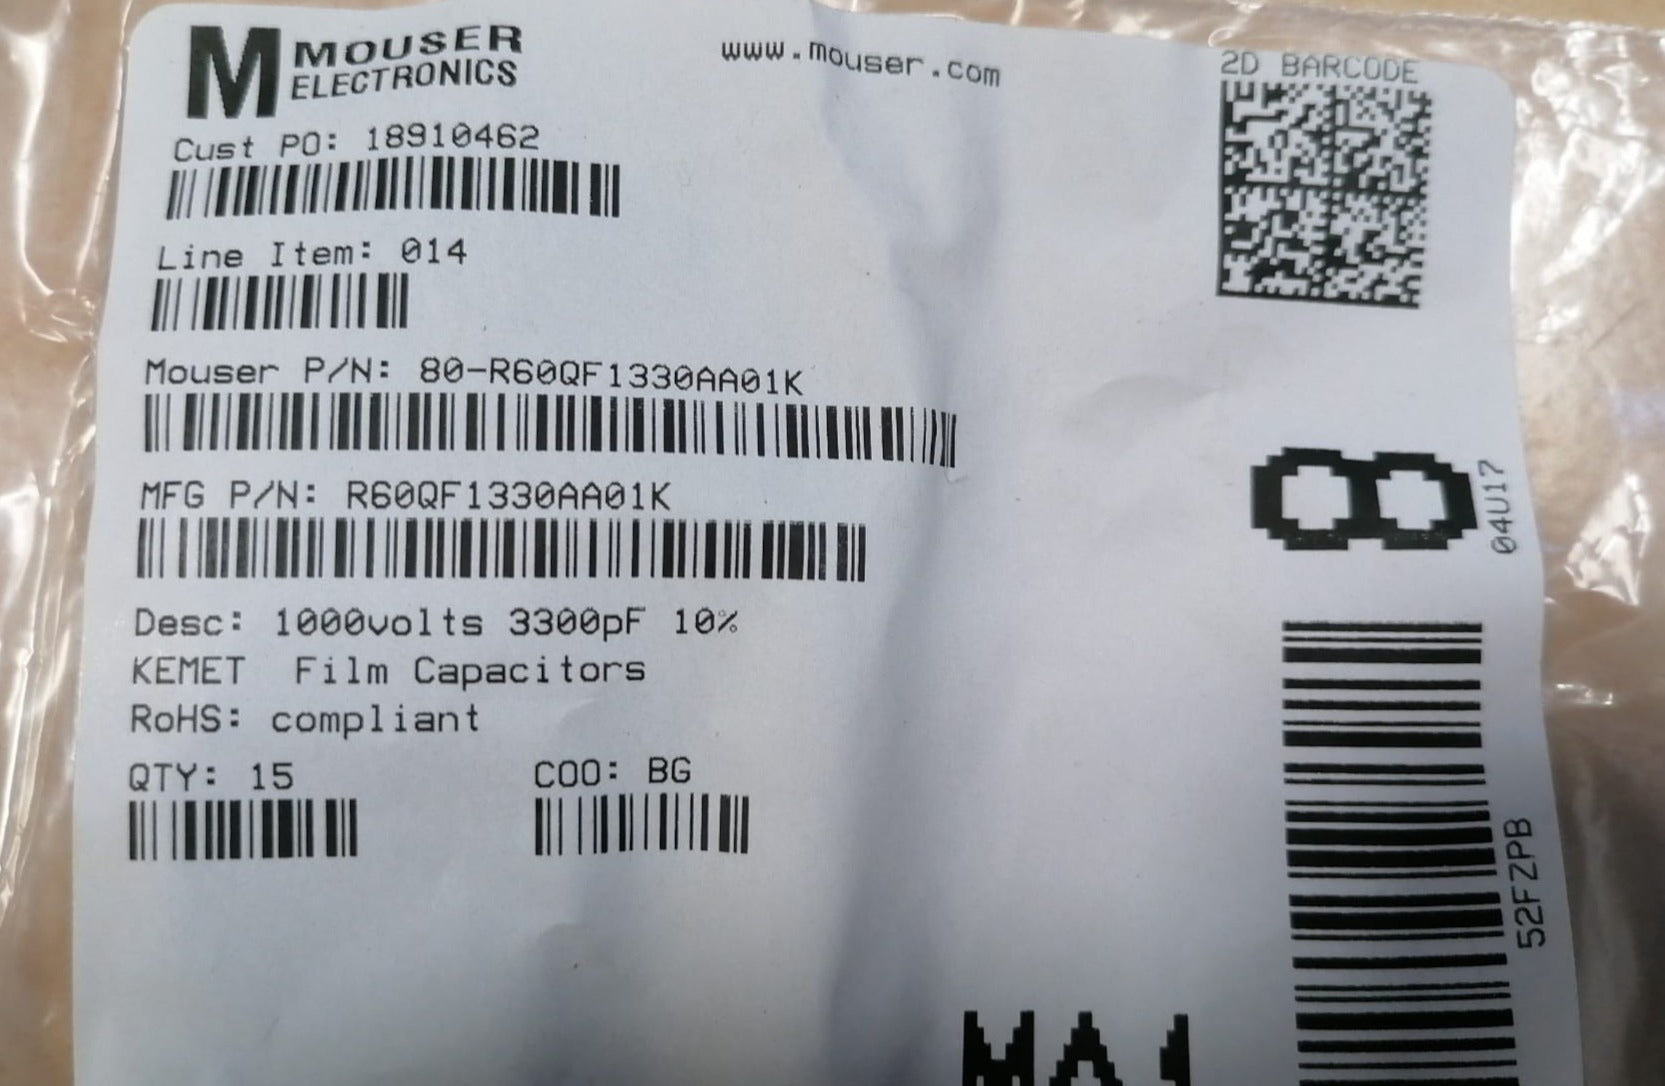 M MOUSER
ELECTRONICS
www.mouser.com
2D BARCODE
Cust PO: 18910462
Line Item: 014
Mouser P/N: 80-R60QF1330AA01K
MFG P/N: R60QF1330AA01K
Desc: 1000volts 3300pF 10%
KEMET Film Capacitors
RoHS: compliant
QTY: 15
COO: BG
8
04U17
52FZPB